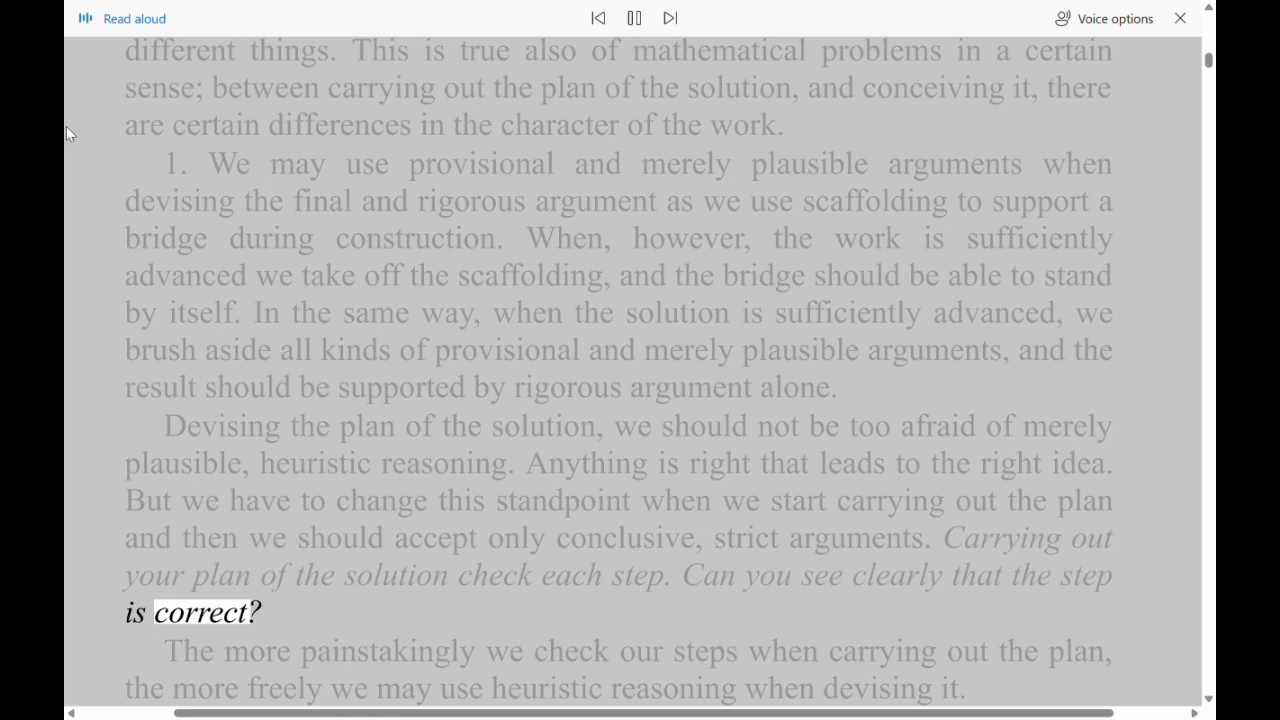 Read aloud
Voice options
different things. This is true also of mathematical problems in a certain
sense; between carrying out the plan of the solution, and conceiving it, there
are certain differences in the character of the work.
1. We may use provisional and merely plausible arguments when
devising the final and rigorous argument as we use scaffolding to support a
bridge during construction. When, however, the work is sufficiently
advanced we take off the scaffolding, and the bridge should be able to stand
by itself. In the same way, when the solution is sufficiently advanced, we
brush aside all kinds of provisional and merely plausible arguments, and the
result should be supported by rigorous argument alone.
Devising the plan of the solution, we should not be too afraid of merely
plausible, heuristic reasoning. Anything is right that leads to the right idea.
But we have to change this standpoint when we start carrying out the plan
and then we should accept only conclusive, strict arguments. Carrying out
your plan of the solution check each step. Can you see clearly that the step
is correct?
The more painstakingly we check our steps when carrying out the plan,
the more freely we may use heuristic reasoning when devising it.